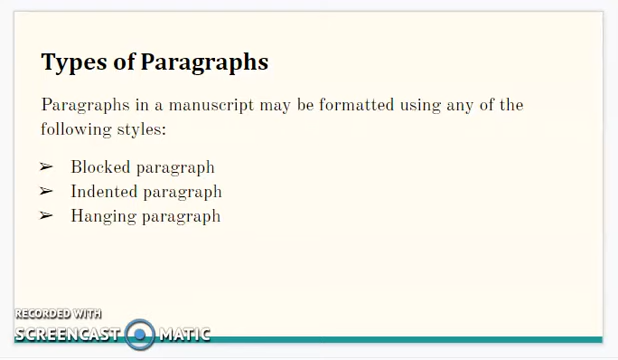 Types of Paragraphs
Paragraphs in a manuscript may be formatted using any of the
following styles:
➢ Blocked paragraph
➢ Indented paragraph
➢ Hanging paragraph
RECORDED WITH
SCREENCAST MATIC